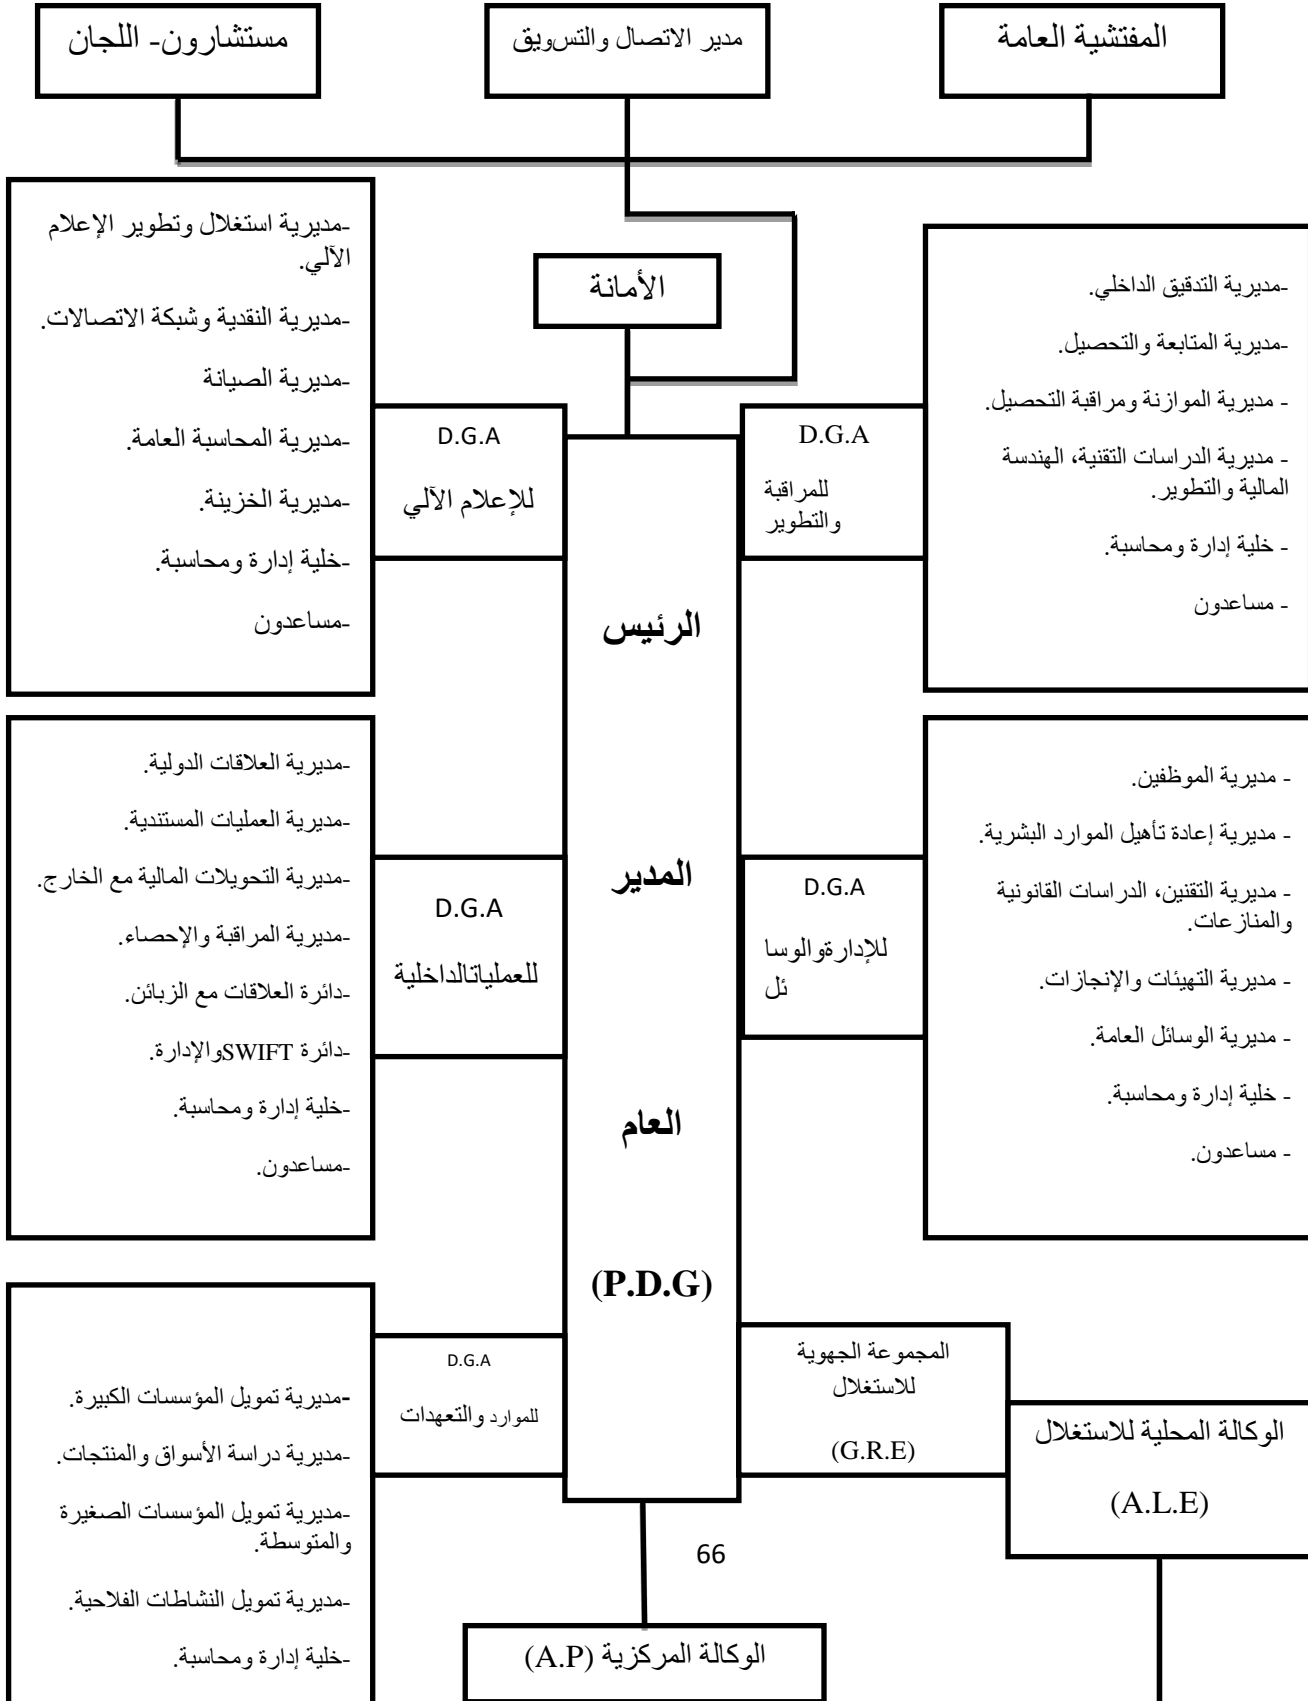 المفتشية العامة
مدير الاتصال والتسويق
مستشارون- اللجان
الأمانة
-مديرية التدقيق الداخلي.
-مديرية المتابعة والتحصيل.
- مديرية الموازنة ومراقبة التحصيل.
- مديرية الدراسات التقنية، الهندسة
المالية والتطوير.
- خلية إدارة ومحاسبة.
- مساعدون
D.G.A
للمراقبة
والتطوير
D.G.A
للإعلام الآلي
-مديرية استغلال وتطوير الإعلام
الآلي.
-مديرية النقدية وشبكة الاتصالات.
-مديرية الصيانة
-مديرية المحاسبة العامة.
-مديرية الخزينة.
-خلية إدارة ومحاسبة.
-مساعدون
الرئيس
المدير
العام
(P.D.G)
- مديرية الموظفين.
- مديرية إعادة تأهيل الموارد البشرية.
- مديرية التقنين، الدراسات القانونية
والمنازعات.
- مديرية التهيئات والإنجازات.
- مديرية الوسائل العامة.
- خلية إدارة ومحاسبة.
- مساعدون.
D.G.A
للإدارةوالوسا
ئل
D.G.A
للعملياتالداخلية
-مديرية العلاقات الدولية.
-مديرية العمليات المستندية.
-مديرية التحويلات المالية مع الخارج.
-مديرية المراقبة والإحصاء.
-دائرة العلاقات مع الزبائن.
-دائرة SWIFTوالإدارة.
-خلية إدارة ومحاسبة.
-مساعدون.
المجموعة الجهوية
للاستغلال
(G.R.E)
الوكالة المحلية للاستغلال
(A.L.E)
D.G.A
للموارد والتعهدات
-مديرية تمويل المؤسسات الكبيرة.
-مديرية دراسة الأسواق والمنتجات.
-مديرية تمويل المؤسسات الصغيرة
والمتوسطة.
-مديرية تمويل النشاطات الفلاحية.
-خلية إدارة ومحاسبة.
66
الوكالة المركزية (A.P)